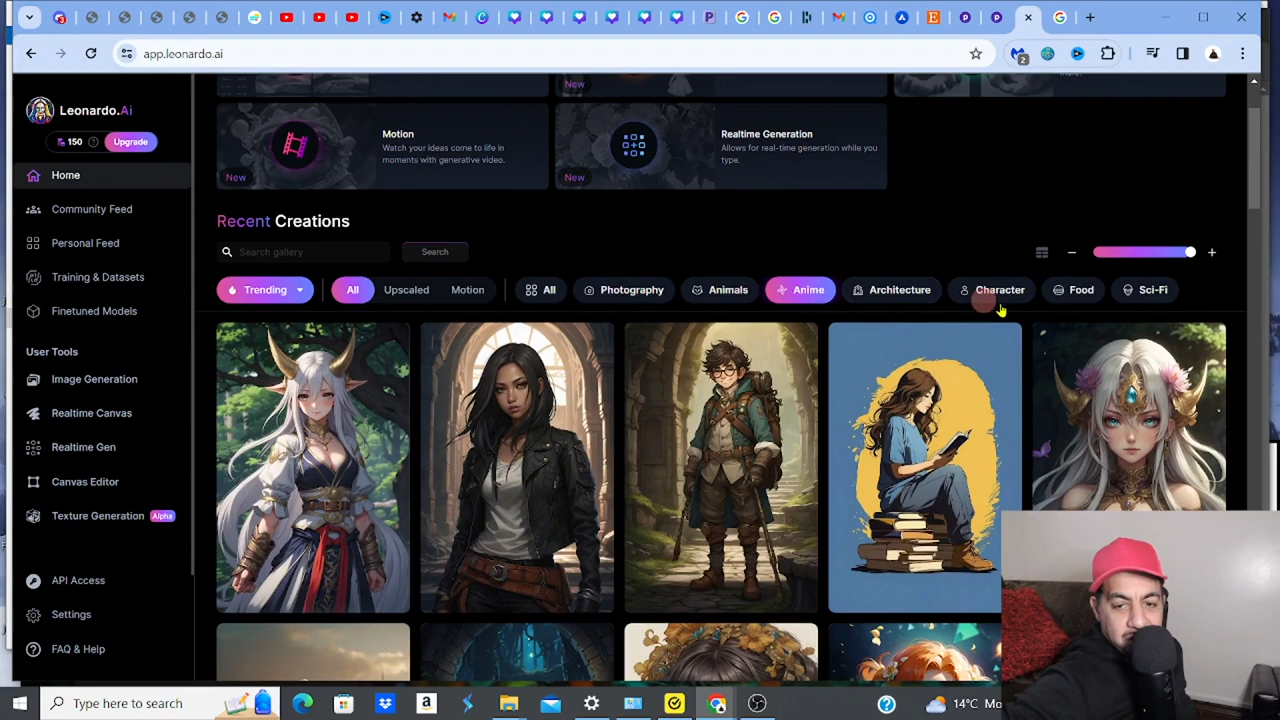 app.leonardo.ai
2
Leonardo.Ai
150
Upgrade
Home
Community Feed
Personal Feed
Training & Datasets
Finetuned Models
User Tools
Image Generation
Realtime Canvas
Realtime Gen
Canvas Editor
Texture Generation Alpha
API Access
Settings
FAQ & Help
New
New
Motion
Watch your ideas come to life in
moments with generative video.
New
Realtime Generation
Allows for real-time generation while you
type.
New
Recent Creations
Search gallery
Search
Trending
All
Upscaled
Motion
All
Photography
Animals
Anime
Architecture
Character
Food
Sci-Fi
Type here to search
14°C Mo